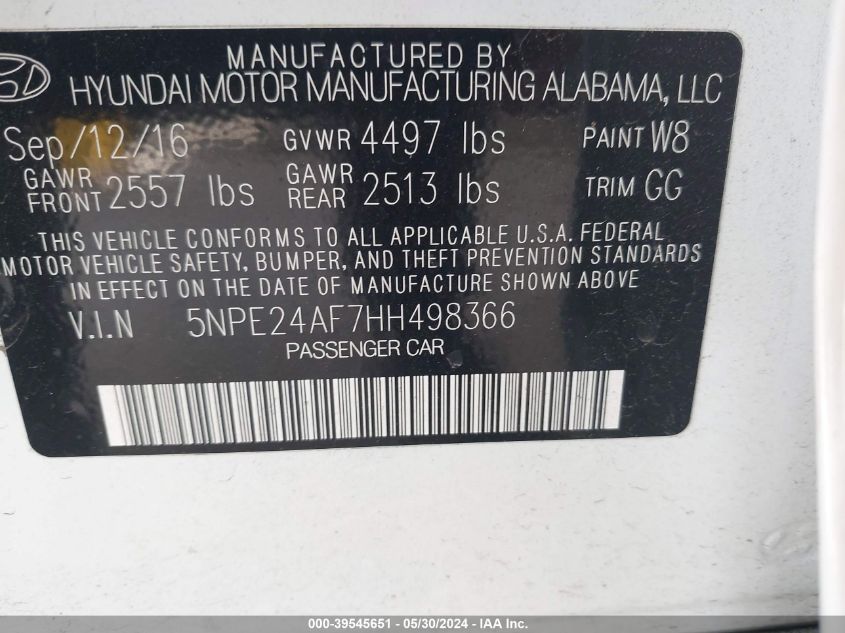 MANUFACTURED BY
HYUNDAI MOTOR MANUFACTURING ALABAMA, LLC
Sep/12/16 GVWR 4497 lbs PAINT W8
GAWR FRONT 2557 lbs GAWR REAR 2513 lbs TRIM GG
THIS VEHICLE CONFORMS TO ALL APPLICABLE U.S.A. FEDERAL
MOTOR VEHICLE SAFETY, BUMPER, AND THEFT PREVENTION STANDARDS
IN EFFECT ON THE DATE OF MANUFACTURE SHOWN ABOVE
V.I.N 5NPE24AF7HH498366
PASSENGER CAR
000-39545651 - 05/30/2024 - IAA Inc.